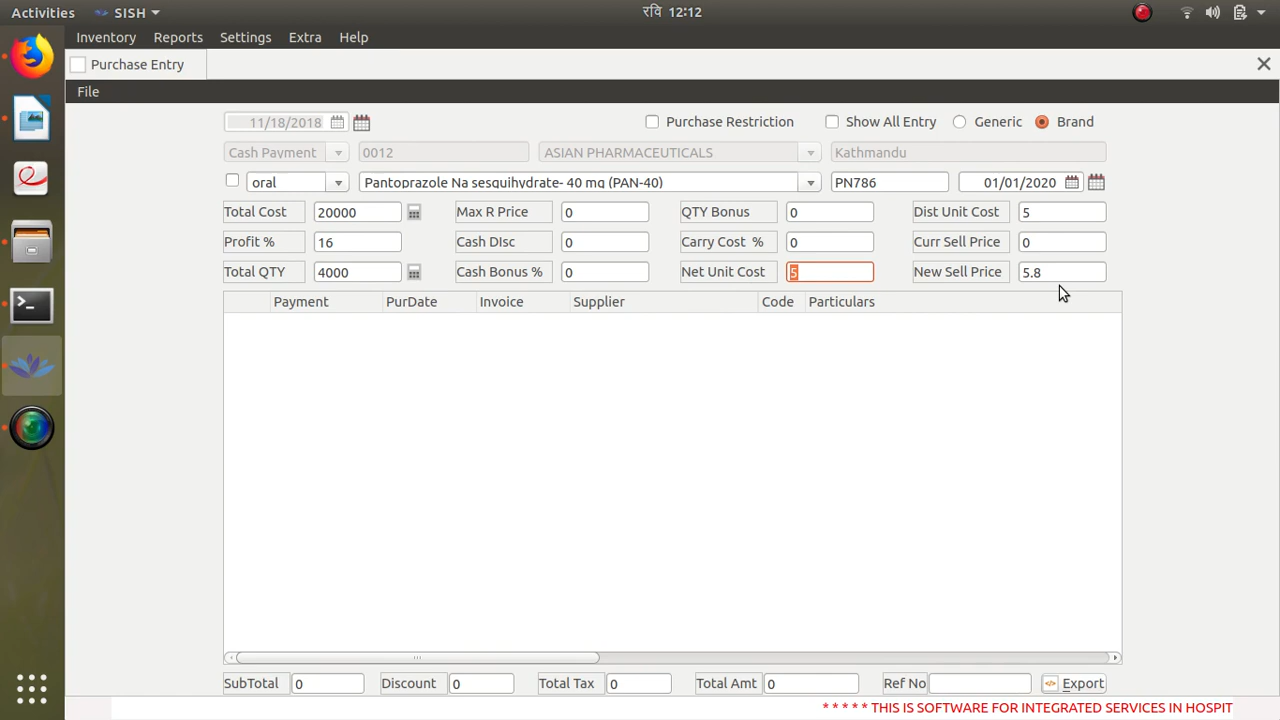 Activities SISH रवि 12:12
Inventory Reports Settings Extra Help
Purchase Entry
File
11/18/2018 Purchase Restriction Show All Entry Generic Brand
Cash Payment 0012 ASIAN PHARMACEUTICALS Kathmandu
oral Pantoprazole Na sesquihydrate- 40 mg (PAN-40) PN786 01/01/2020
Total Cost 20000 Max R Price 0 QTY Bonus 0 Dist Unit Cost 5
Profit % 16 Cash DIsc 0 Carry Cost % 0 Curr Sell Price 0
Total QTY 4000 Cash Bonus % 0 Net Unit Cost 5 New Sell Price 5.8
Payment PurDate Invoice Supplier Code Particulars
SubTotal 0 Discount 0 Total Tax 0 Total Amt 0 Ref No Export
* * * * * THIS IS SOFTWARE FOR INTEGRATED SERVICES IN HOSPIT